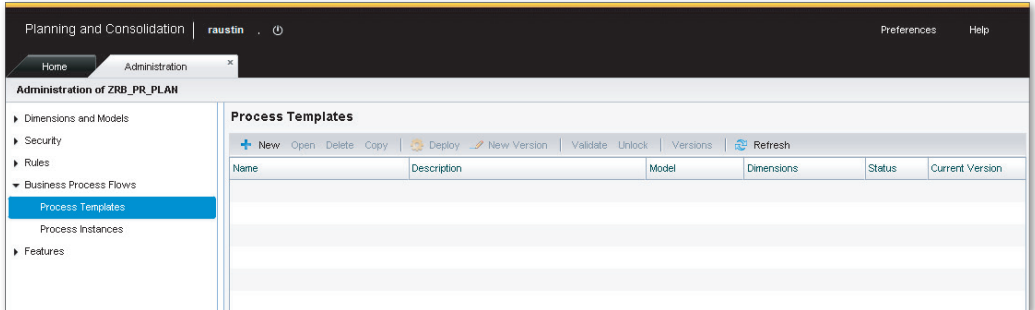 Planning and Consolidation | raustin . Preferences Help
Home Administration ×
Administration of ZRB_PR_PLAN
Dimensions and Models
Security
Rules
Business Process Flows
Process Templates
Process Instances
Features
Process Templates
New Open Delete Copy | Deploy New Version | Validate Unlock | Versions | Refresh
Name Description Model Dimensions Status Current Version